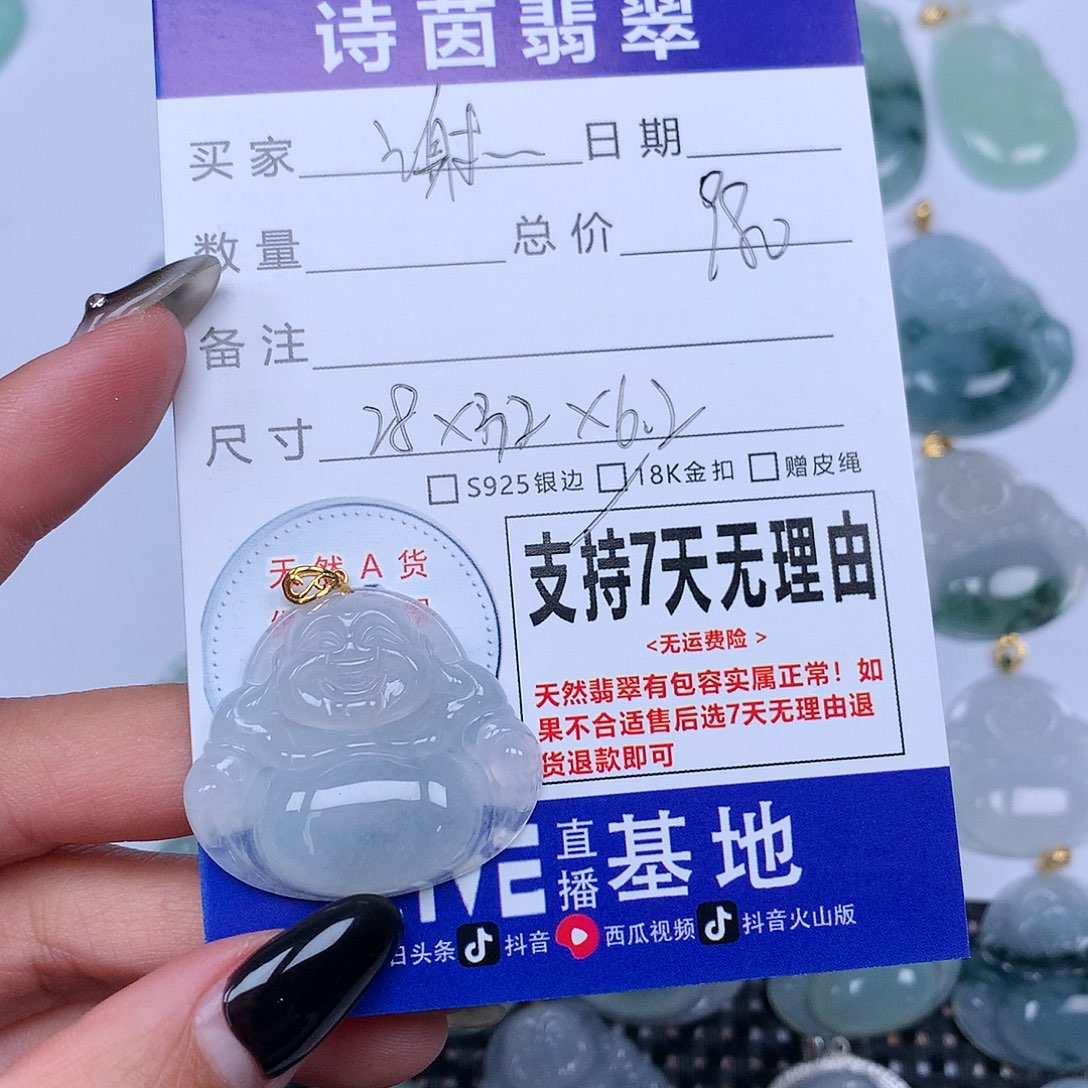 诗茵翡翠
买家 谢 日期
数量 总价 980
备注
尺寸 28×32×6.2
S925银边 18K金扣 赠皮绳
天然A货
支持7天无理由
<无运费险 >
天然翡翠有包容实属正常！如
果不合适售后选7天无理由退
货退款即可
IVE 直播 基地
日头条 抖音 西瓜视频 抖音火山版